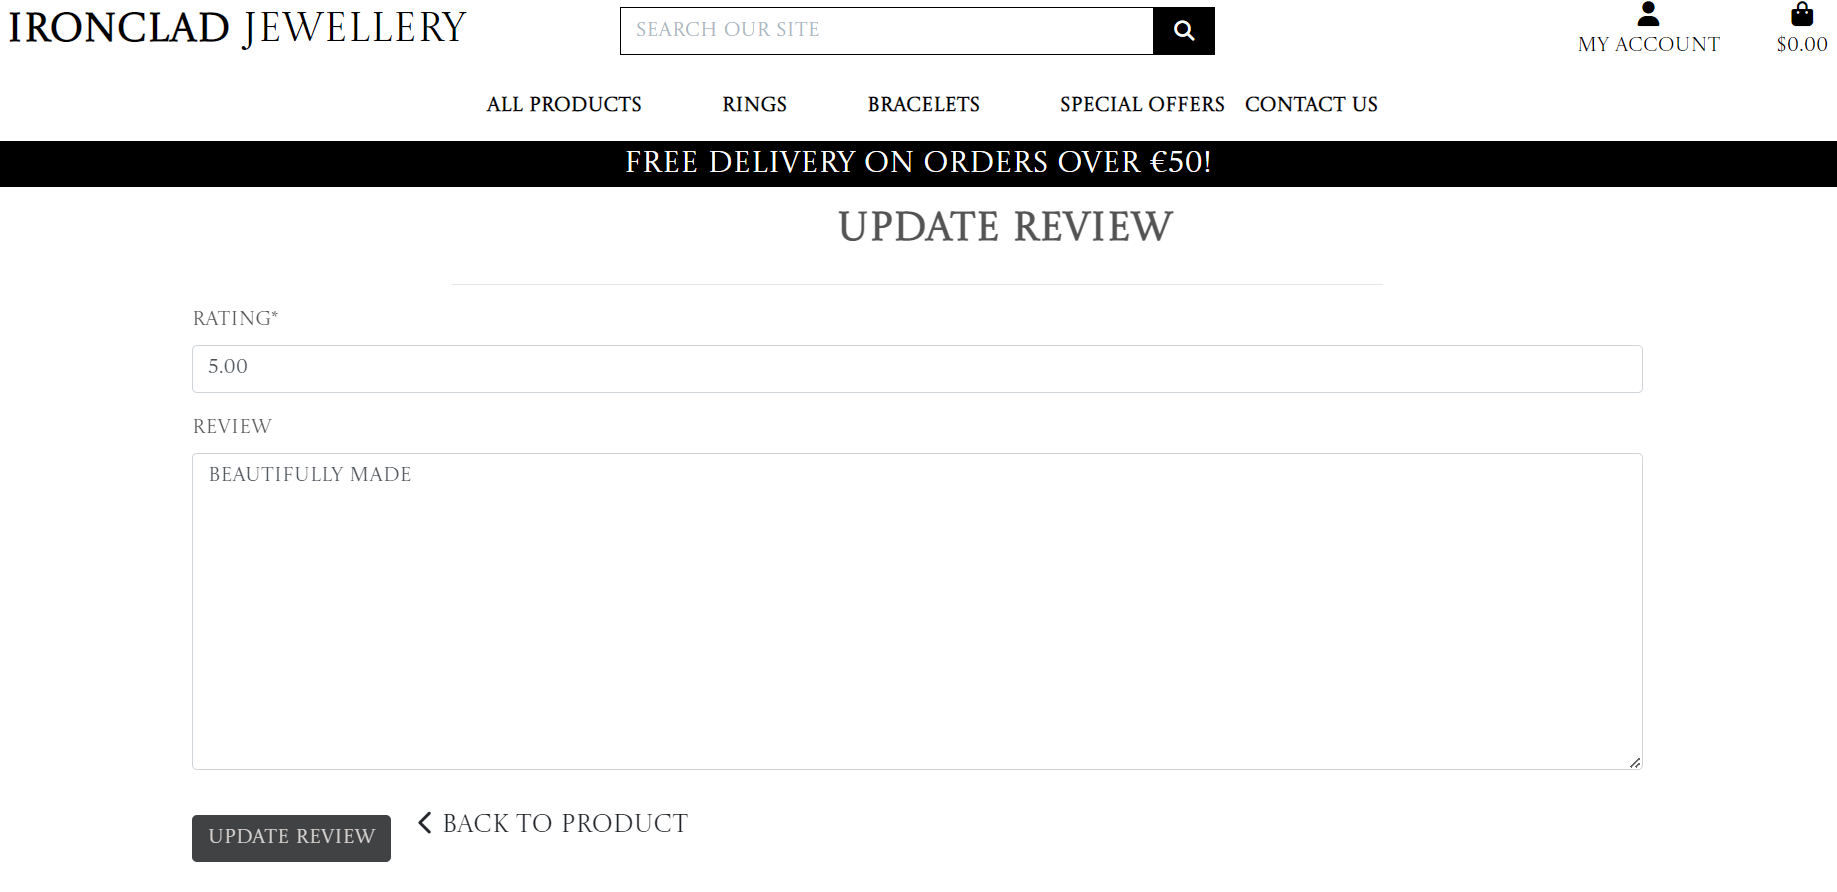 IRONCLAD JEWELLERY
SEARCH OUR SITE
MY ACCOUNT
$0.00
ALL PRODUCTS RINGS BRACELETS SPECIAL OFFERS CONTACT US
FREE DELIVERY ON ORDERS OVER €50!
UPDATE REVIEW
RATING*
5.00
REVIEW
BEAUTIFULLY MADE
UPDATE REVIEW
BACK TO PRODUCT